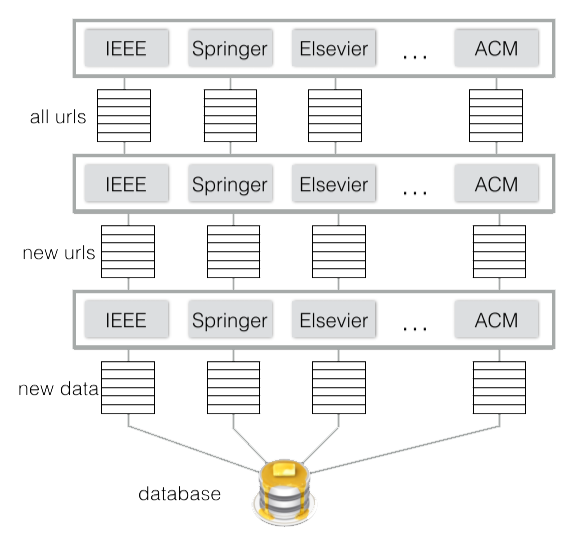 IEEE Springer Elsevier ... ACM
all urls
IEEE Springer Elsevier ... ACM
new urls
IEEE Springer Elsevier ... ACM
new data
database